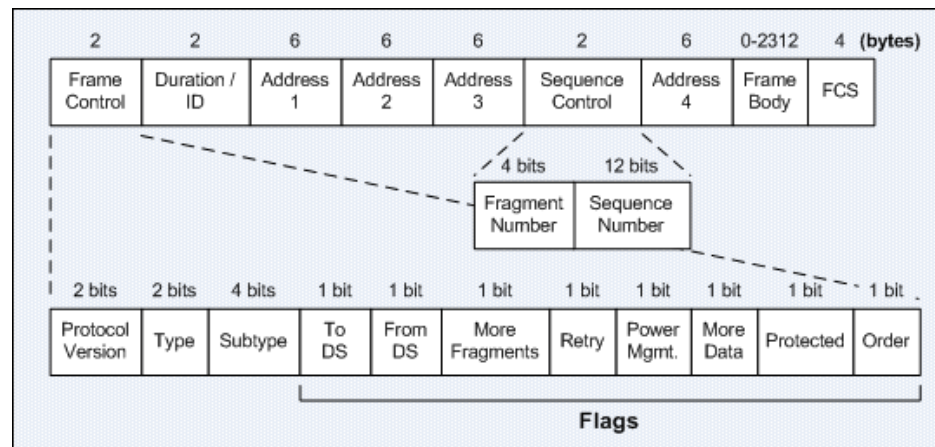 2 2 6 6 6 2 6 0-2312 4 (bytes)
Frame Control Duration / ID Address 1 Address 2 Address 3 Sequence Control Address 4 Frame Body FCS
4 bits 12 bits
Fragment Number Sequence Number
2 bits 2 bits 4 bits 1 bit 1 bit 1 bit 1 bit 1 bit 1 bit 1 bit 1 bit
Protocol Version Type Subtype To DS From DS More Fragments Retry Power Mgmt. More Data Protected Order
Flags